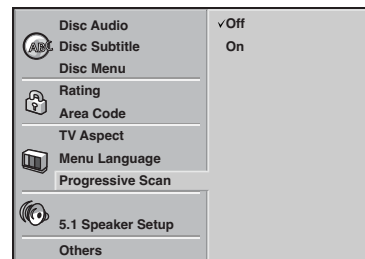 Disc Audio
Disc Subtitle
Disc Menu
Rating
Area Code
TV Aspect
Menu Language
Progressive Scan
5.1 Speaker Setup
Others
✓Off
On
ABC